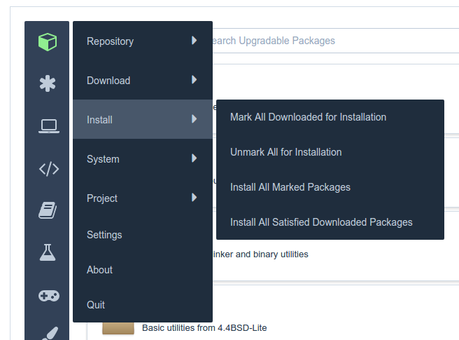 Repository
earch Upgradable Packages
Download
Install
Mark All Downloaded for Installation
Unmark All for Installation
System
Install All Marked Packages
Project
Install All Satisfied Downloaded Packages
Settings
inker and binary utilities
About
Quit
Basic utilities from 4.4BSD-Lite